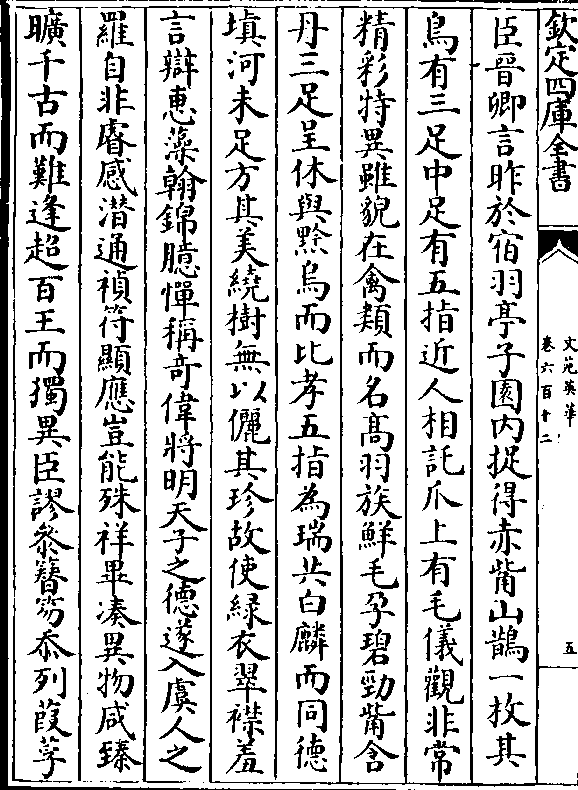 欽定四庫全書
文苑英華
卷六百十二
五
臣晉卿言昨於宿羽亭子園内捉得赤觜山鵲一枚其
鳥有三足中足有五指近人相託爪上有毛儀觀非常
精彩特異雖貌在禽類而名髙羽族鮮毛孕碧勁觜含
丹三足呈休與黙烏而比孝五指為瑞共白麟而同德
填河未足方其美繞樹無以儷其珍故使緑衣翠襟羞
言辯惠藻翰錦臆憚稱竒偉將明天子之德遂入虞人之
羅自非睿感潛通禎符顯應豈能殊祥畢凑異物咸臻
曠千古而難逢超百王而獨異臣謬叅簪笏忝列葭莩